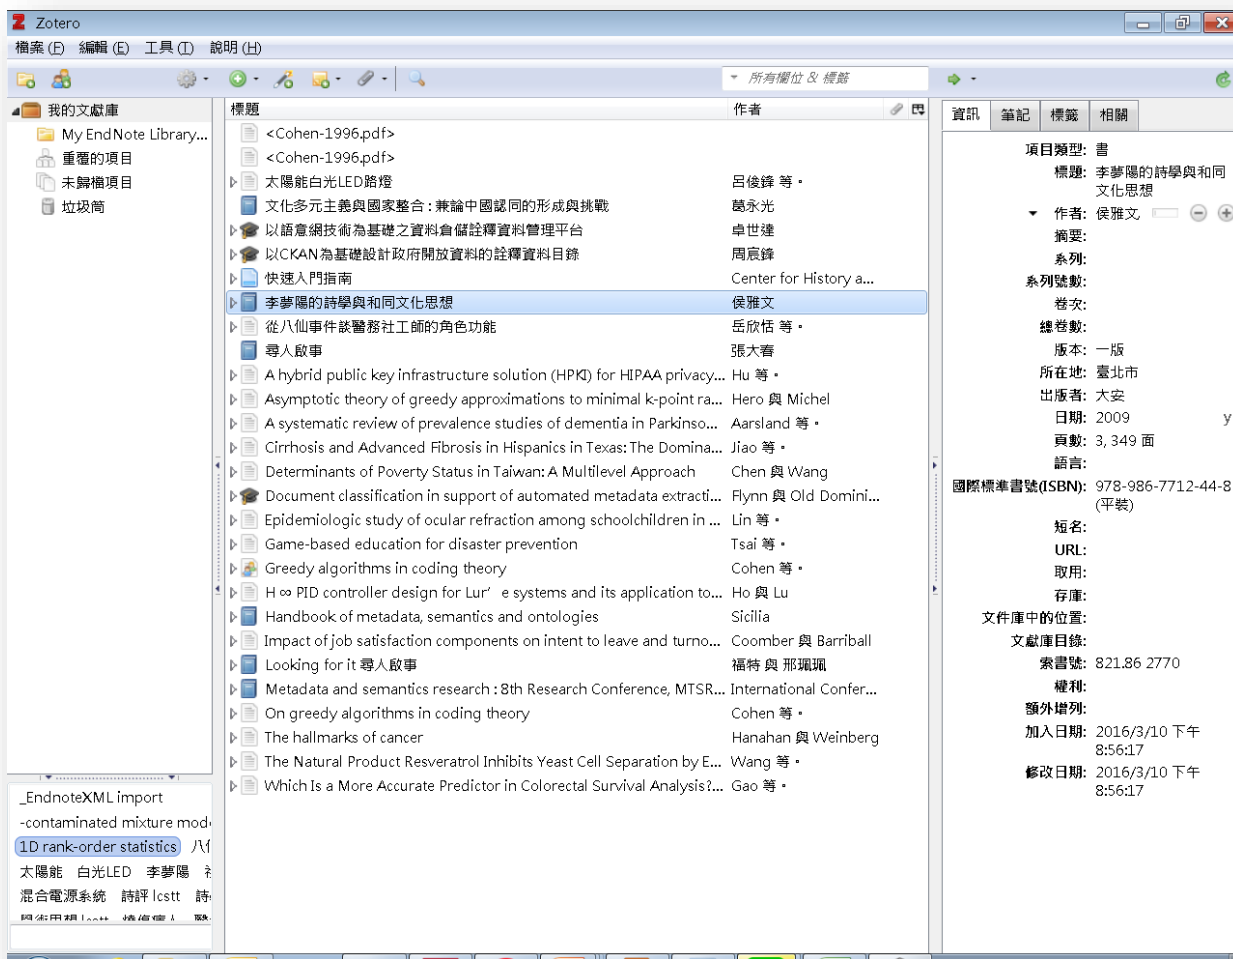 Zotero
檔案(F) 編輯(E) 工具(T) 說明(H)
所有欄位 & 標籤
我的文獻庫
My EndNote Library...
重覆的項目
未歸檔項目
垃圾筒
標題 作者
<Cohen-1996.pdf>
<Cohen-1996.pdf>
太陽能白光LED路燈 呂俊鋒 等。
文化多元主義與國家整合:兼論中國認同的形成與挑戰 葛永光
以語意網技術為基礎之資料倉儲詮釋資料管理平台 卓世達
以CKAN為基礎設計政府開放資料的詮釋資料目錄 周宸鋒
快速入門指南 Center for History a...
李夢陽的詩學與和同文化思想 侯雅文
從八仙事件談醫務社工師的角色功能 岳欣恬 等。
尋人啟事 張大春
A hybrid public key infrastructure solution (HPKI) for HIPAA privacy... Hu 等。
Asymptotic theory of greedy approximations to minimal k-point ra... Hero 與 Michel
A systematic review of prevalence studies of dementia in Parkinso... Aarsland 等。
Cirrhosis and Advanced Fibrosis in Hispanics in Texas: The Domina... Jiao 等。
Determinants of Poverty Status in Taiwan: A Multilevel Approach Chen 與 Wang
Document classification in support of automated metadata extracti... Flynn 與 Old Domini...
Epidemiologic study of ocular refraction among schoolchildren in ... Lin 等。
Game-based education for disaster prevention Tsai 等。
Greedy algorithms in coding theory Cohen 等。
H ∞ PID controller design for Lur' e systems and its application to... Ho 與 Lu
Handbook of metadata, semantics and ontologies Sicilia
Impact of job satisfaction components on intent to leave and turno... Coomber 與 Barriball
Looking for it 尋人啟事 福特 與 邢珮珮
Metadata and semantics research : 8th Research Conference, MTSR... International Confer...
On greedy algorithms in coding theory Cohen 等。
The hallmarks of cancer Hanahan 與 Weinberg
The Natural Product Resveratrol Inhibits Yeast Cell Separation by E... Wang 等。
Which Is a More Accurate Predictor in Colorectal Survival Analysis?... Gao 等。
資訊 筆記 標籤 相關
項目類型: 書
標題: 李夢陽的詩學與和同
文化思想
作者: 侯雅文
摘要:
系列:
系列號數:
卷次:
總卷數:
版本: 一版
所在地: 臺北市
出版者: 大安
日期: 2009 y
頁數: 3, 349 面
語言:
國際標準書號(ISBN): 978-986-7712-44-8
(平裝)
短名:
URL:
取用:
存庫:
文件庫中的位置:
文獻庫目錄:
索書號: 821.86 2770
權利:
額外增列:
加入日期: 2016/3/10 下午
8:56:17
修改日期: 2016/3/10 下午
8:56:17
_EndnoteXML import
-contaminated mixture mod
1D rank-order statistics 八
太陽能 白光LED 李夢陽
混合電源系統 詩評 lcstt 詩